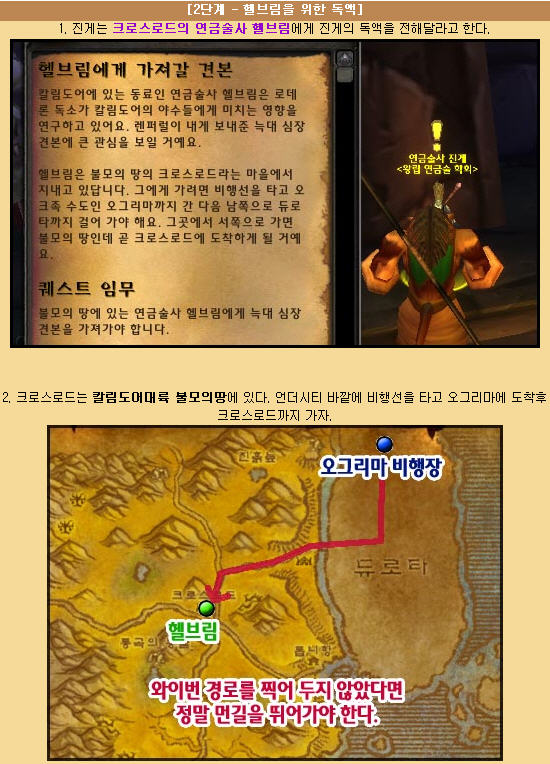 [2단계 - 헬브림을 위한 독액]
1. 진게는 크로스로드의 연금술사 헬브림에게 진게의 독액을 전해달라고 한다.
헬브림에게 가져갈 견본
칼림도어에 있는 동료인 연금술사 헬브림은 로데
론 독소가 칼림도어의 야수들에게 미치는 영향을
연구하고 있어요. 렌퍼럴이 내게 보내준 늑대 심장
견본에 큰 관심을 보일 거예요.
헬브림은 불모의 땅의 크로스로드라는 마을에서
지내고 있답니다. 그에게 가려면 비행선을 타고 오
크족 수도인 오그리마까지 간 다음 남쪽으로 듀로
타까지 걸어 가야 해요. 그곳에서 서쪽으로 가면
불모의 땅인데 곧 크로스로드에 도착하게 될 거예
요.
퀘스트 임무
불모의 땅에 있는 연금술사 헬브림에게 늑대 심장
견본을 가져가야 합니다.
연금술사 진게
<왕립 연금술 학회>
2. 크로스로드는 칼림도어대륙 불모의땅에 있다. 언더시티 바깥에 비행선을 타고 오그리마에 도착후
크로스로드까지 가자.
진흙늪
오그리마 비행장
듀로타
크로스로드
헬브림
톱니항
와이번 경로를 찍어 두지 않았다면
정말 먼길을 뛰어가야 한다.